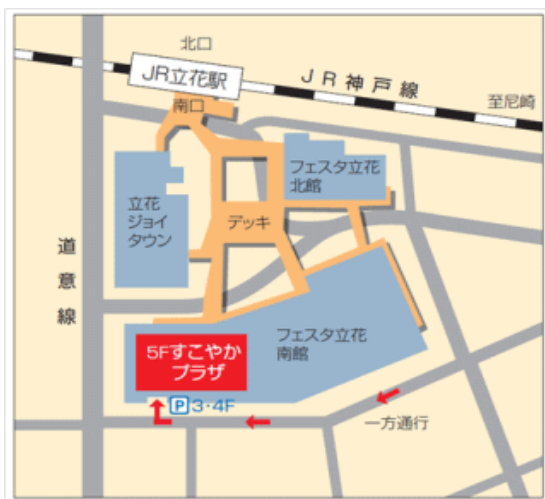 北口
JR立花駅
JR神戸線
至尼崎
南口
フェスタ立花
北館
立花
ジョイ
タウン
デッキ
道意線
フェスタ立花
南館
5Fすこやか
プラザ
P3・4F
一方通行